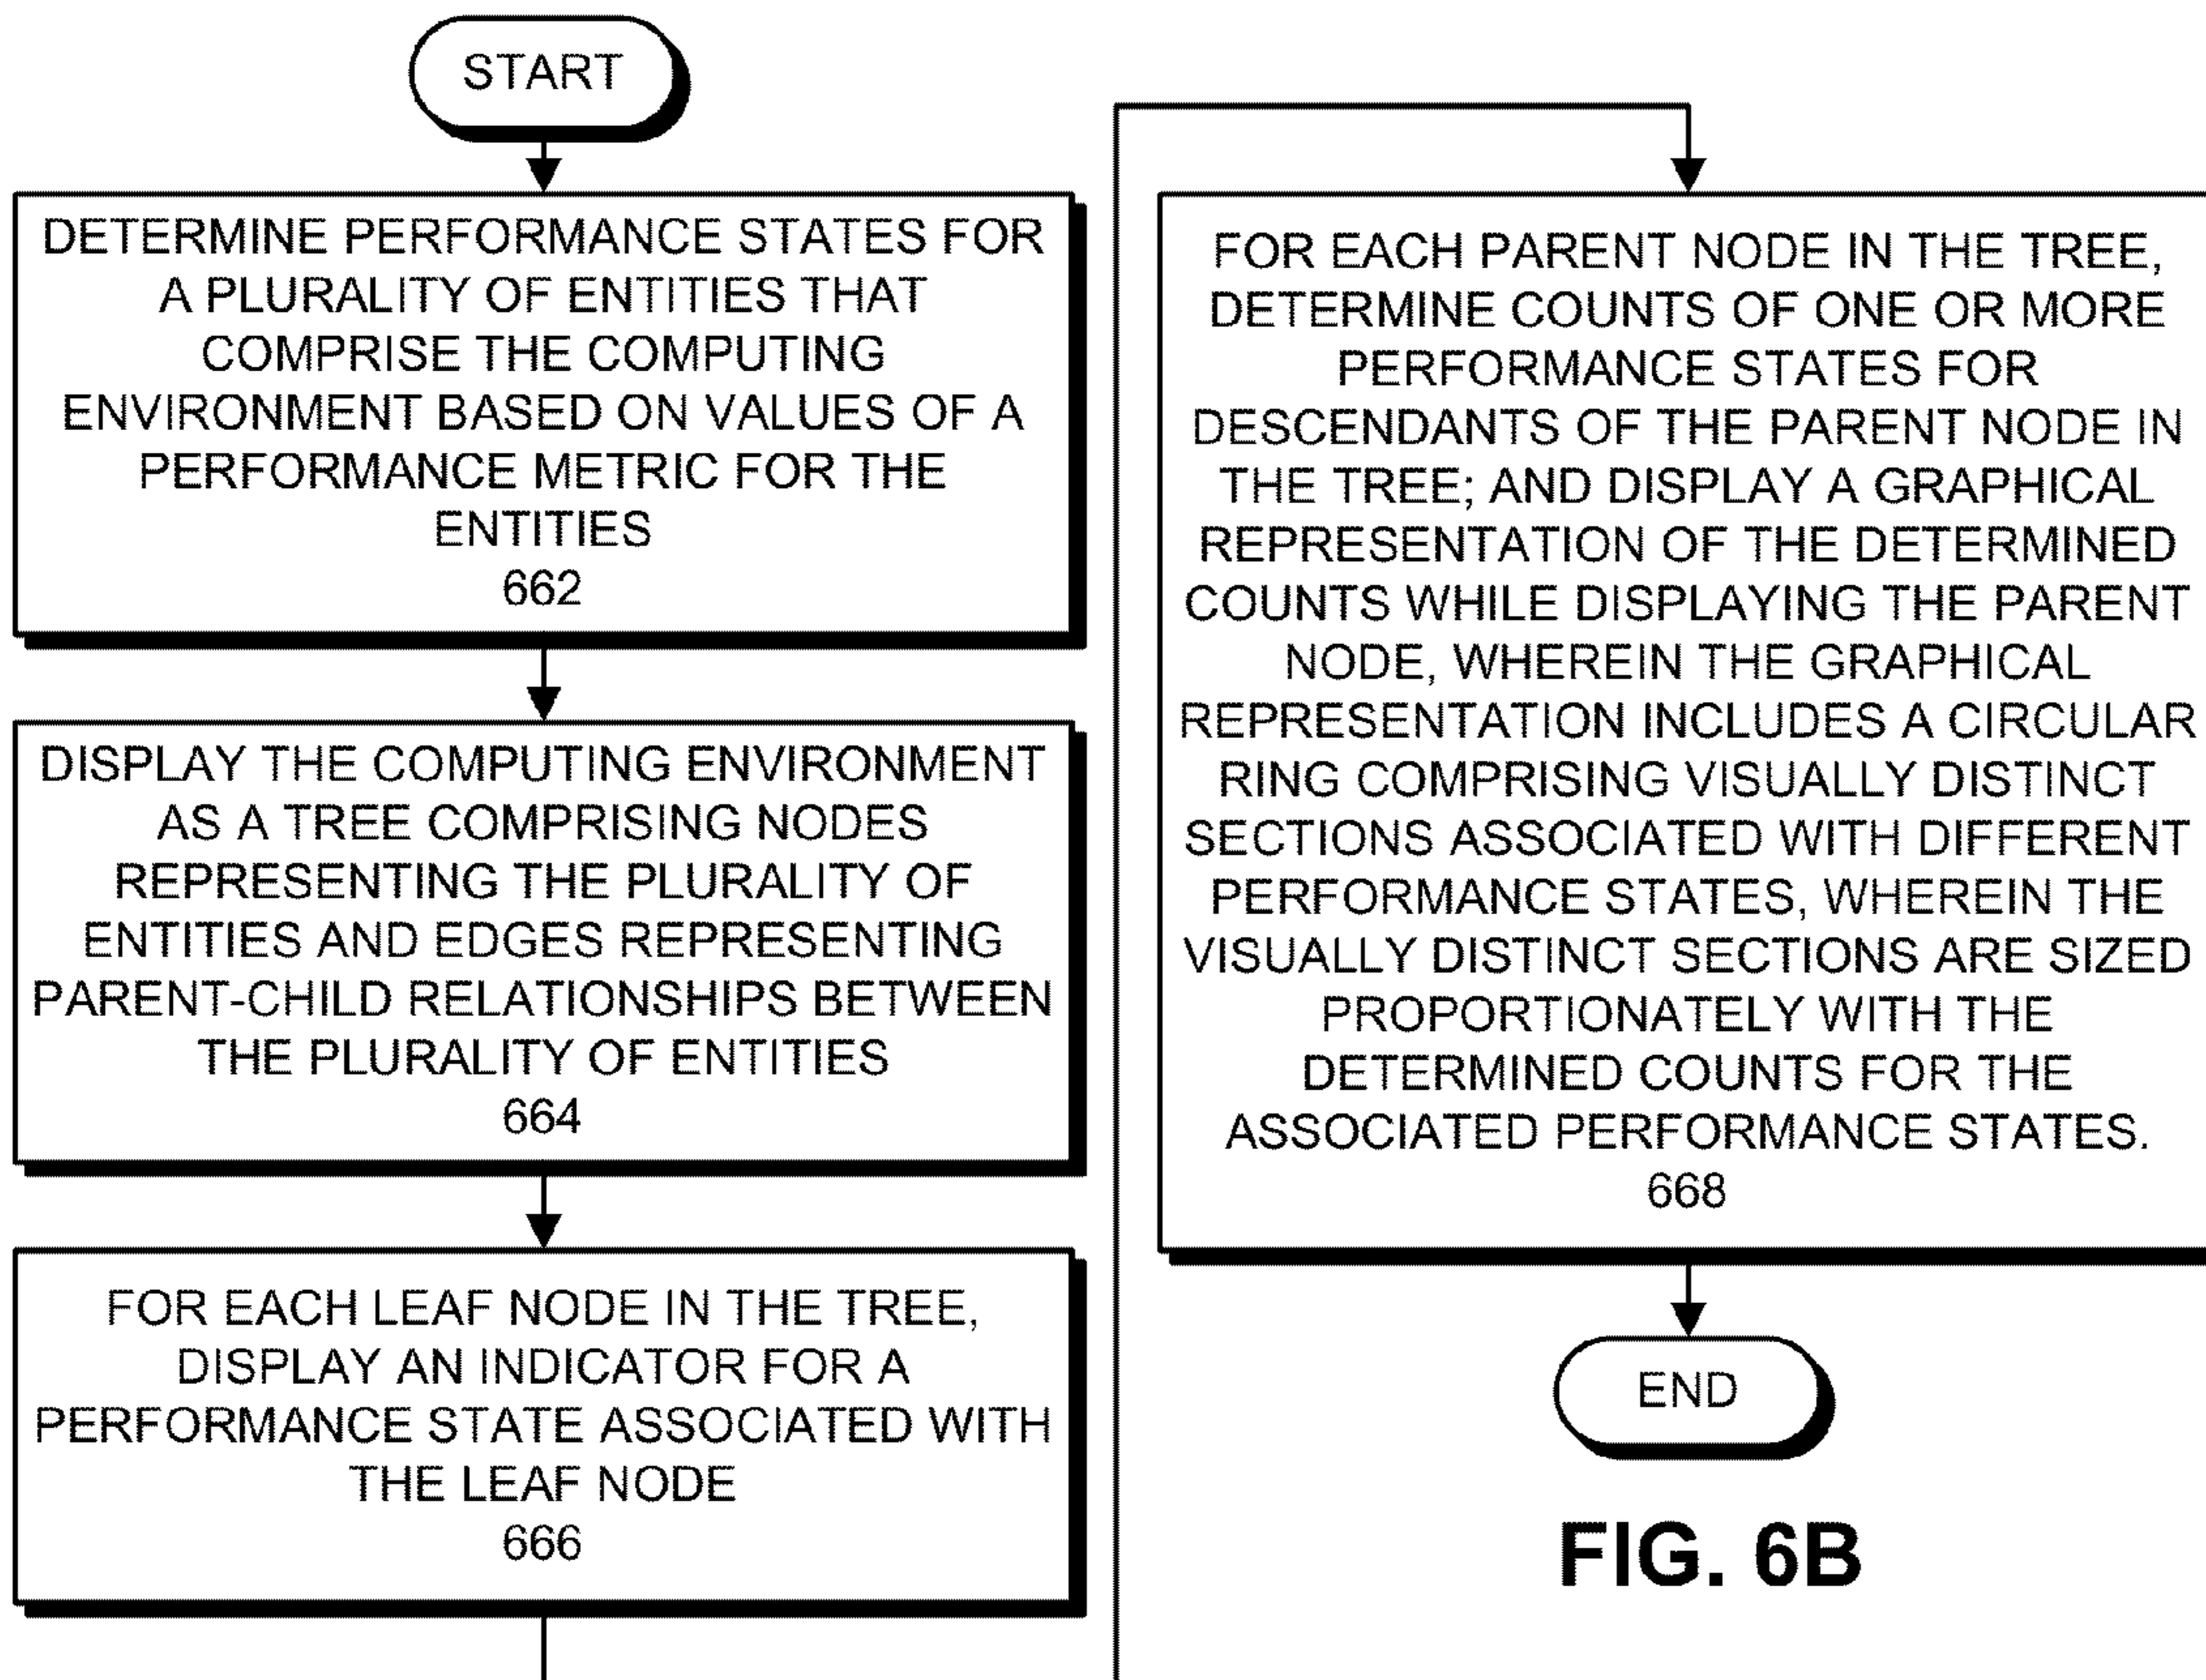 START
DETERMINE PERFORMANCE STATES FOR
A PLURALITY OF ENTITIES THAT
COMPRISE THE COMPUTING
ENVIRONMENT BASED ON VALUES OF A
PERFORMANCE METRIC FOR THE
ENTITIES
662
DISPLAY THE COMPUTING ENVIRONMENT
AS A TREE COMPRISING NODES
REPRESENTING THE PLURALITY OF
ENTITIES AND EDGES REPRESENTING
PARENT-CHILD RELATIONSHIPS BETWEEN
THE PLURALITY OF ENTITIES
664
FOR EACH LEAF NODE IN THE TREE,
DISPLAY AN INDICATOR FOR A
PERFORMANCE STATE ASSOCIATED WITH
THE LEAF NODE
666
FOR EACH PARENT NODE IN THE TREE,
DETERMINE COUNTS OF ONE OR MORE
PERFORMANCE STATES FOR
DESCENDANTS OF THE PARENT NODE IN
THE TREE; AND DISPLAY A GRAPHICAL
REPRESENTATION OF THE DETERMINED
COUNTS WHILE DISPLAYING THE PARENT
NODE, WHEREIN THE GRAPHICAL
REPRESENTATION INCLUDES A CIRCULAR
RING COMPRISING VISUALLY DISTINCT
SECTIONS ASSOCIATED WITH DIFFERENT
PERFORMANCE STATES, WHEREIN THE
VISUALLY DISTINCT SECTIONS ARE SIZED
PROPORTIONATELY WITH THE
DETERMINED COUNTS FOR THE
ASSOCIATED PERFORMANCE STATES.
668
END
FIG. 6B